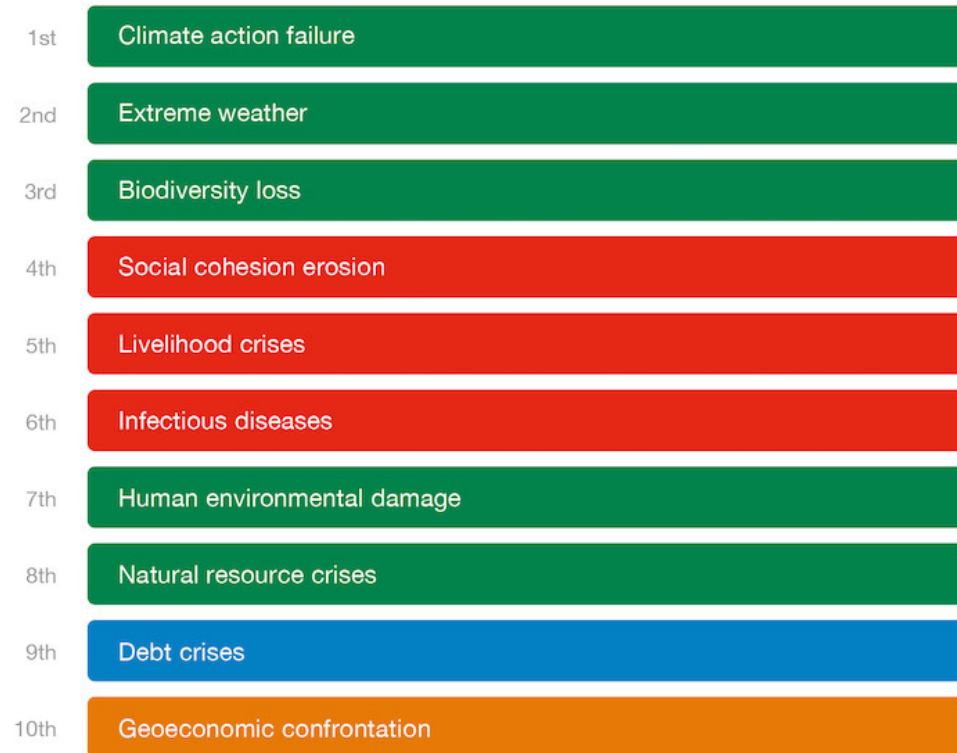 1st Climate action failure
2nd Extreme weather
3rd Biodiversity loss
4th Social cohesion erosion
5th Livelihood crises
6th Infectious diseases
7th Human environmental damage
8th Natural resource crises
9th Debt crises
10th Geoeconomic confrontation